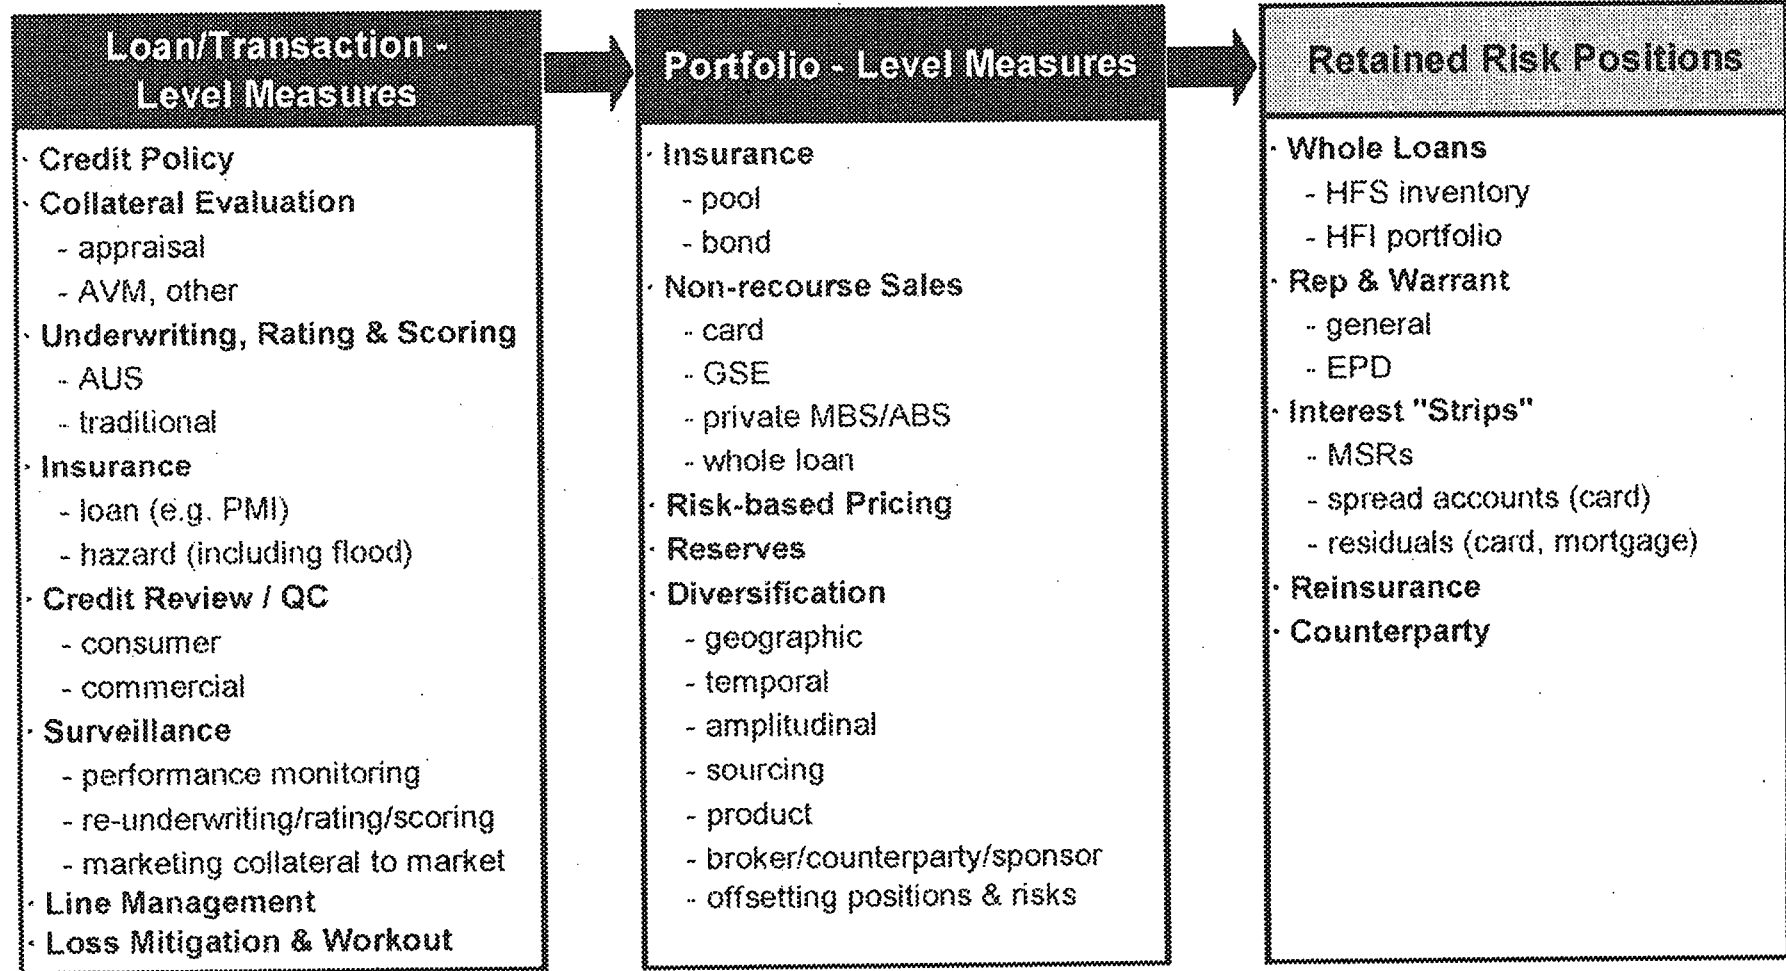 Loan/Transaction -
Level Measures
· Credit Policy
· Collateral Evaluation
- appraisal
- AVM, other
· Underwriting, Rating & Scoring
- AUS
- traditional
· Insurance
- loan (e.g. PMI)
- hazard (including flood)
· Credit Review / QC
- consumer
- commercial
· Surveillance
- performance monitoring
- re-underwriting/rating/scoring
- marketing collateral to market
· Line Management
· Loss Mitigation & Workout
Portfolio - Level Measures
· Insurance
- pool
- bond
· Non-recourse Sales
- card
- GSE
- private MBS/ABS
- whole loan
· Risk-based Pricing
· Reserves
· Diversification
- geographic
- temporal
- amplitudinal
- sourcing
- product
- broker/counterparty/sponsor
- offsetting positions & risks
Retained Risk Positions
· Whole Loans
- HFS inventory
- HFI portfolio
· Rep & Warrant
- general
- EPD
· Interest "Strips"
- MSRs
- spread accounts (card)
- residuals (card, mortgage)
· Reinsurance
· Counterparty